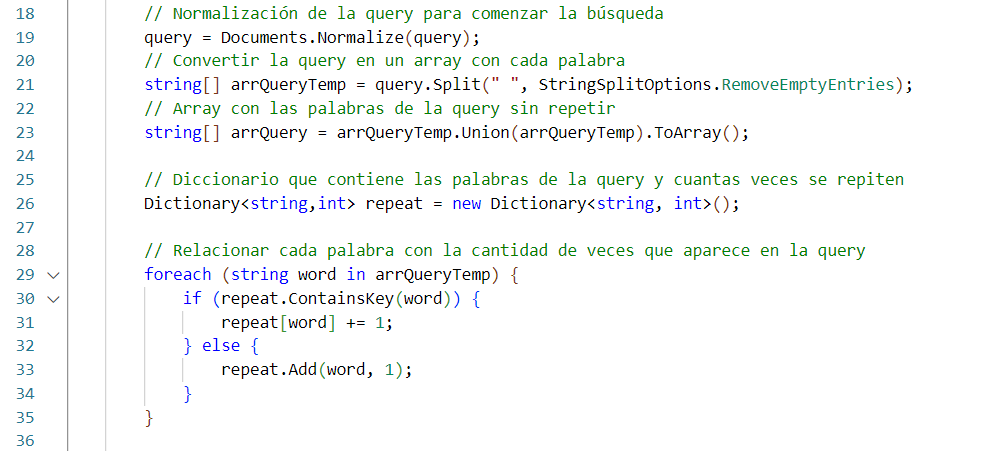 18 // Normalización de la query para comenzar la búsqueda
19 query = Documents.Normalize(query);
20 // Convertir la query en un array con cada palabra
21 string[] arrQueryTemp = query.Split(" ", StringSplitOptions.RemoveEmptyEntries);
22 // Array con las palabras de la query sin repetir
23 string[] arrQuery = arrQueryTemp.Union(arrQueryTemp).ToArray();
24
25 // Diccionario que contiene las palabras de la query y cuantas veces se repiten
26 Dictionary<string,int> repeat = new Dictionary<string, int>();
27
28 // Relacionar cada palabra con la cantidad de veces que aparece en la query
29 foreach (string word in arrQueryTemp) {
30 if (repeat.ContainsKey(word)) {
31 repeat[word] += 1;
32 } else {
33 repeat.Add(word, 1);
34 }
35 }
36